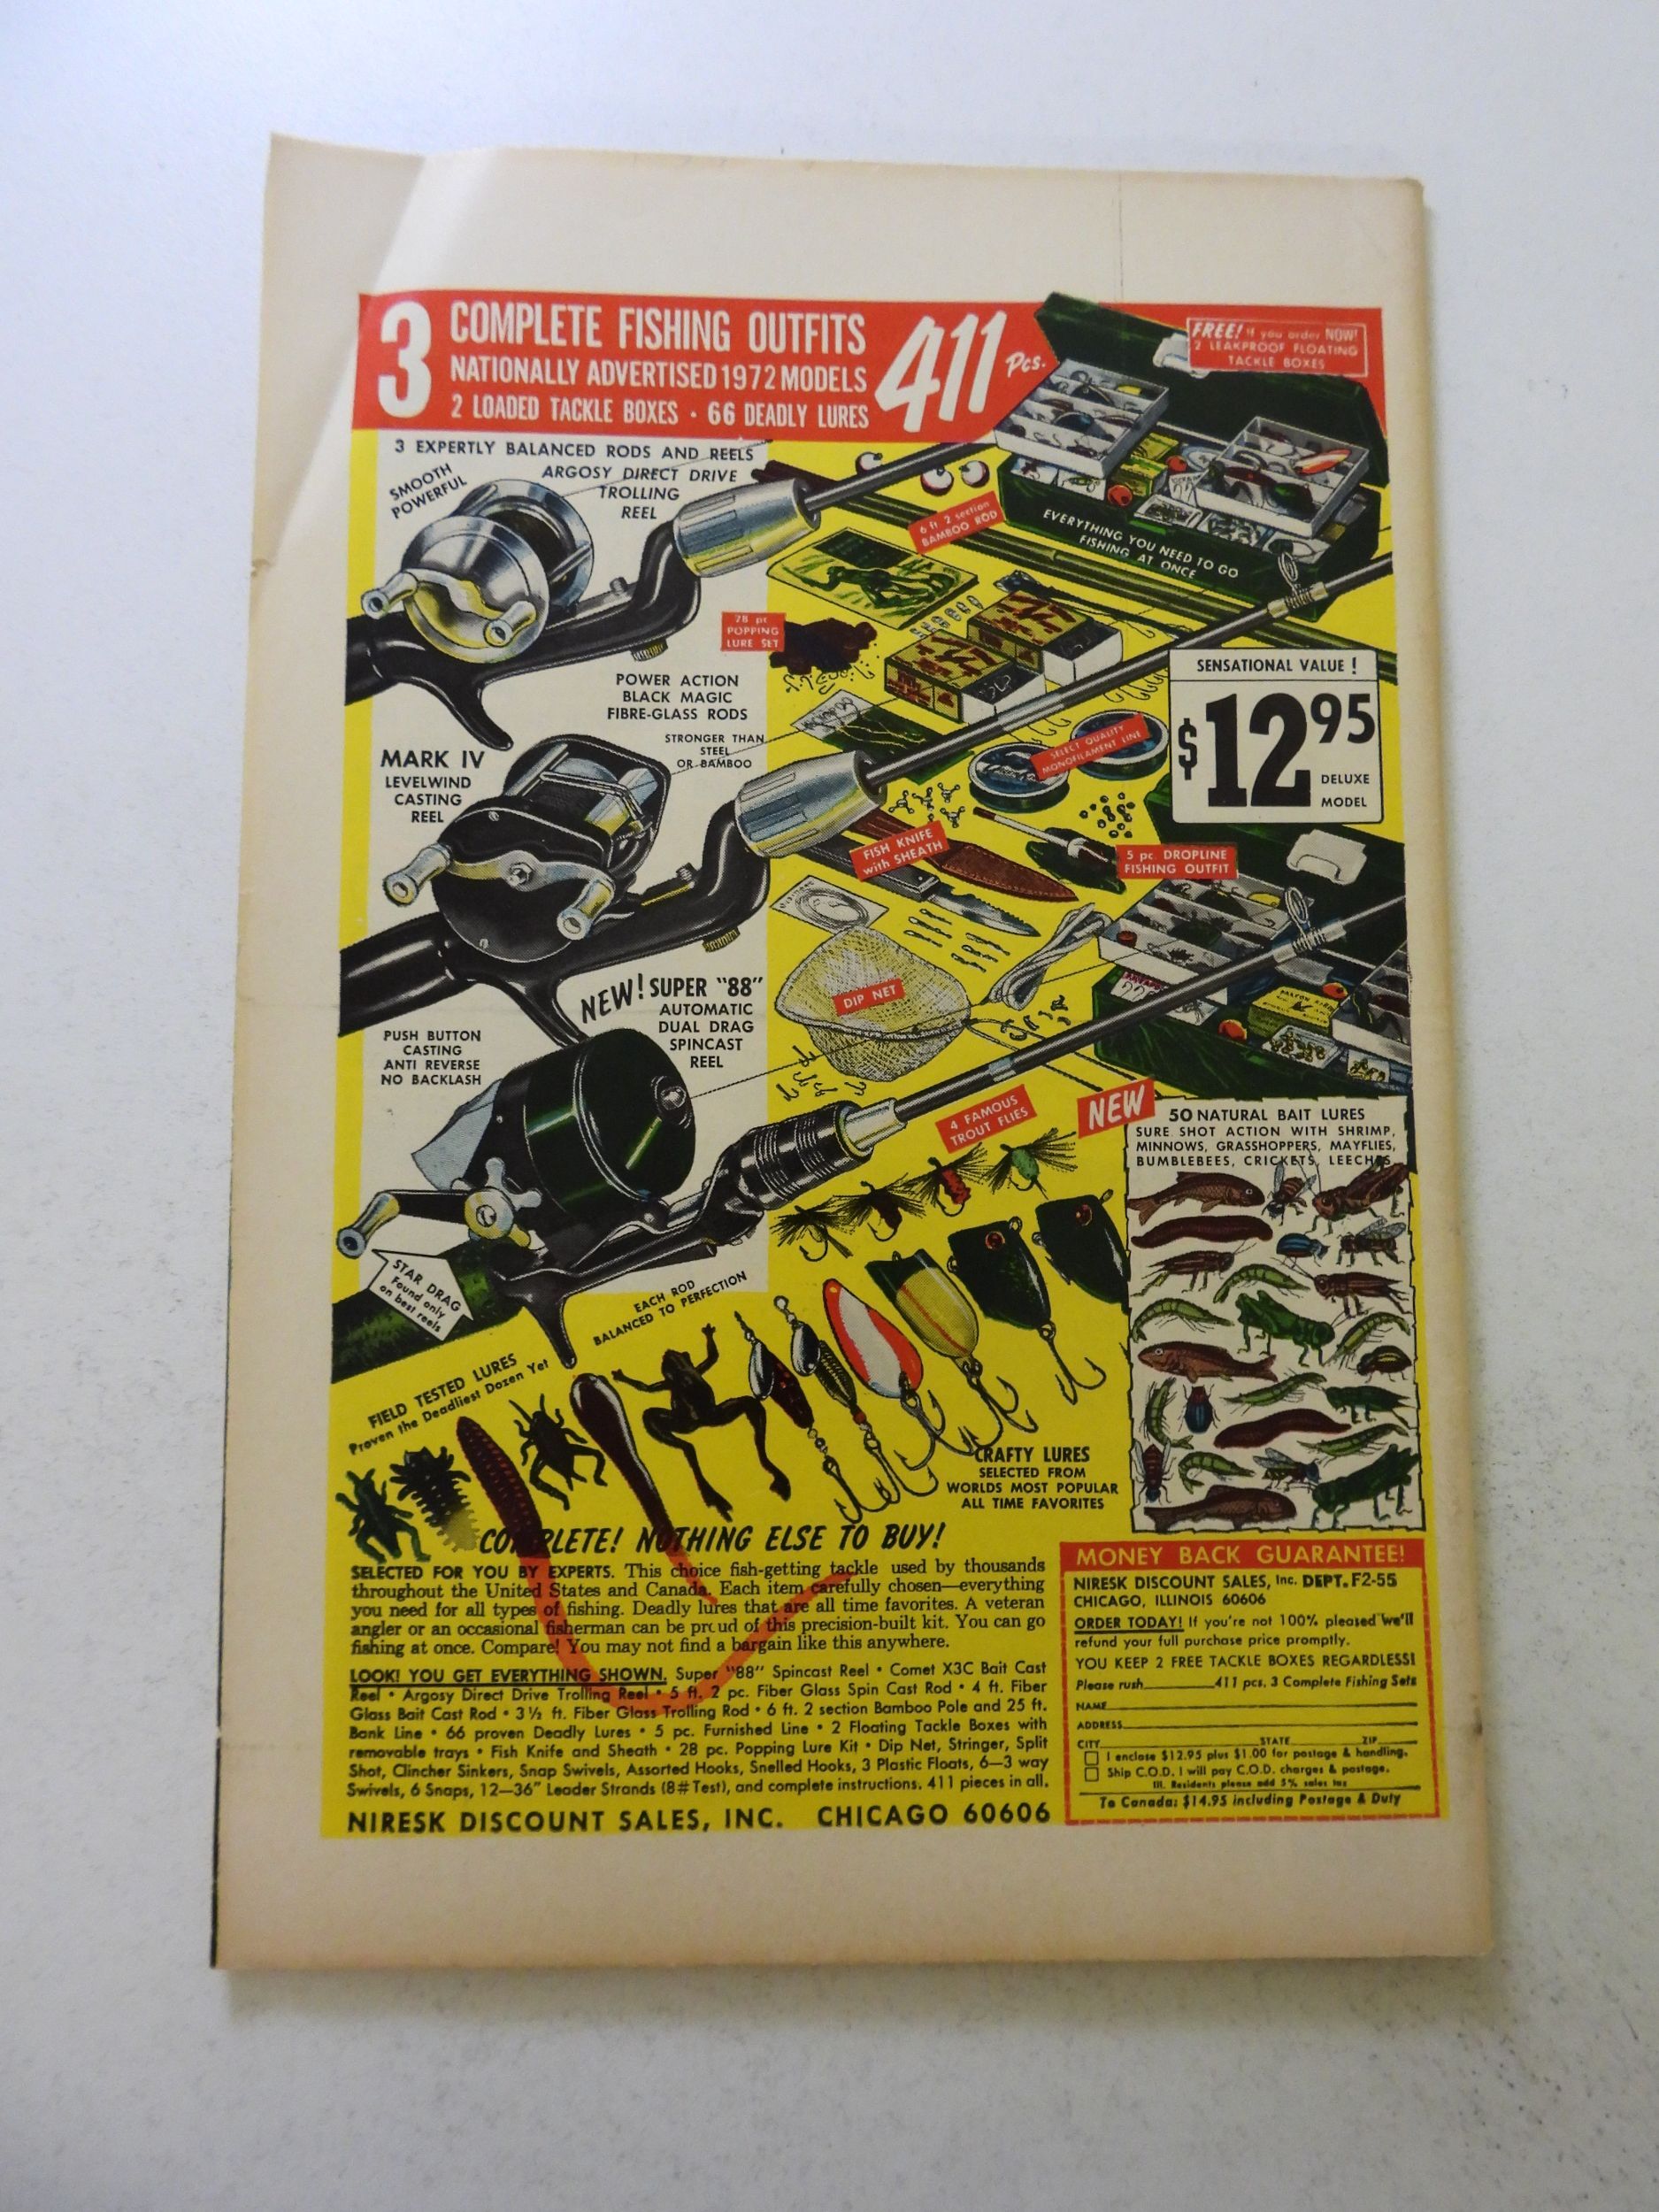 3 COMPLETE FISHING OUTFITS
NATIONALLY ADVERTISED 1972 MODELS
2 LOADED TACKLE BOXES · 66 DEADLY LURES
411 Pcs.
FREE! If you order NOW!
2 LEAKPROOF FLOATING
TACKLE BOXES
3 EXPERTLY BALANCED RODS AND REELS
SMOOTH
POWERFUL
ARGOSY DIRECT DRIVE
TROLLING
REEL
6 ft 2 section
BAMBOO ROD
EVERYTHING YOU NEED TO GO
FISHING AT ONCE
28 pc
POPPING
LURE SET
POWER ACTION
BLACK MAGIC
FIBRE-GLASS RODS
STRONGER THAN
STEEL
OR BAMBOO
SENSATIONAL VALUE !
$12 95
DELUXE
MODEL
SELECT QUALITY
MONOFILAMENT LINE
MARK IV
LEVELWIND
CASTING
REEL
FISH KNIFE
with SHEATH
5 pc. DROPLINE
FISHING OUTFIT
DIP NET
NEW! SUPER "88"
AUTOMATIC
DUAL DRAG
SPINCAST
REEL
PUSH BUTTON
CASTING
ANTI REVERSE
NO BACKLASH
4 FAMOUS
TROUT FLIES
NEW
50 NATURAL BAIT LURES
SURE SHOT ACTION WITH SHRIMP,
MINNOWS, GRASSHOPPERS, MAYFLIES,
BUMBLEBEES, CRICKETS, LEECHES
STAR DRAG
Found only
on best reels
EACH ROD
BALANCED TO PERFECTION
FIELD TESTED LURES
Proven the Deadliest Dozen Yet
CRAFTY LURES
SELECTED FROM
WORLDS MOST POPULAR
ALL TIME FAVORITES
COMPLETE! NOTHING ELSE TO BUY!
SELECTED FOR YOU BY EXPERTS. This choice fish-getting tackle used by thousands
throughout the United States and Canada. Each item carefully chosen—everything
you need for all types of fishing. Deadly lures that are all time favorites. A veteran
angler or an occasional fisherman can be proud of this precision-built kit. You can go
fishing at once. Compare! You may not find a bargain like this anywhere.
LOOK! YOU GET EVERYTHING SHOWN. Super "88" Spincast Reel • Comet X3C Bait Cast
Reel • Argosy Direct Drive Trolling Reel • 5 ft. 2 pc. Fiber Glass Spin Cast Rod • 4 ft. Fiber
Glass Bait Cast Rod • 3½ ft. Fiber Glass Trolling Rod • 6 ft. 2 section Bamboo Pole and 25 ft.
Bank Line • 66 proven Deadly Lures • 5 pc. Furnished Line • 2 Floating Tackle Boxes with
removable trays • Fish Knife and Sheath • 28 pc. Popping Lure Kit • Dip Net, Stringer, Split
Shot, Clincher Sinkers, Snap Swivels, Assorted Hooks, Snelled Hooks, 3 Plastic Floats, 6—3 way
Swivels, 6 Snaps, 12—36" Leader Strands (8# Test), and complete instructions. 411 pieces in all.
NIRESK DISCOUNT SALES, INC. CHICAGO 60606
MONEY BACK GUARANTEE!
NIRESK DISCOUNT SALES, Inc. DEPT. F2-55
CHICAGO, ILLINOIS 60606
ORDER TODAY! If you're not 100% pleased we'll
refund your full purchase price promptly.
YOU KEEP 2 FREE TACKLE BOXES REGARDLESS!
Please rush 411 pcs. 3 Complete Fishing Sets
NAME
ADDRESS
CITY STATE ZIP
I enclose $12.95 plus $1.00 for postage & handling.
Ship C.O.D. I will pay C.O.D. charges & postage.
Ill. Residents please add 5% sales tax
To Canada: $14.95 including Postage & Duty